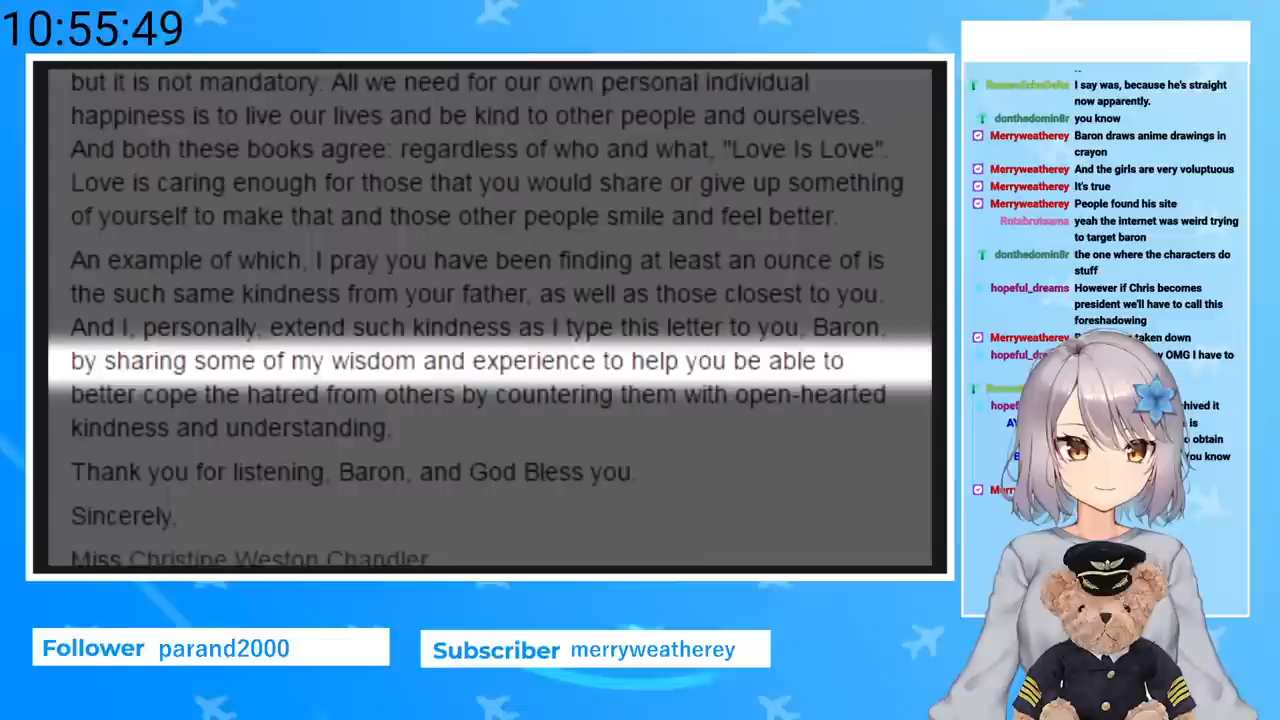 10:55:49
but it is not mandatory. All we need for our own personal individual
happiness is to live our lives and be kind to other people and ourselves.
And both these books agree: regardless of who and what, "Love Is Love".
Love is caring enough for those that you would share or give up something
of yourself to make that and those other people smile and feel better.
An example of which, I pray you have been finding at least an ounce of is
the such same kindness from your father, as well as those closest to you.
And I, personally, extend such kindness as I type this letter to you, Baron,
by sharing some of my wisdom and experience to help you be able to
better cope the hatred from others by countering them with open-hearted
kindness and understanding.
Thank you for listening, Baron, and God Bless you.
Sincerely,
Miss Christine Weston Chandler
I say was, because he's straight
now apparently.
donthedomin8r you know
Merryweatherey Baron draws anime drawings in
crayon
Merryweatherey And the girls are very voluptuous
Merryweatherey It's true
Merryweatherey People found his site
yeah the internet was weird trying
to target baron
donthedomin8r the one where the characters do
stuff
hopeful_dreams However if Chris becomes
president we'll have to call this
foreshadowing
Merryweatherey taken down
OMG I have to
is
obtain
you know
Follower parand2000
Subscriber merryweatherey